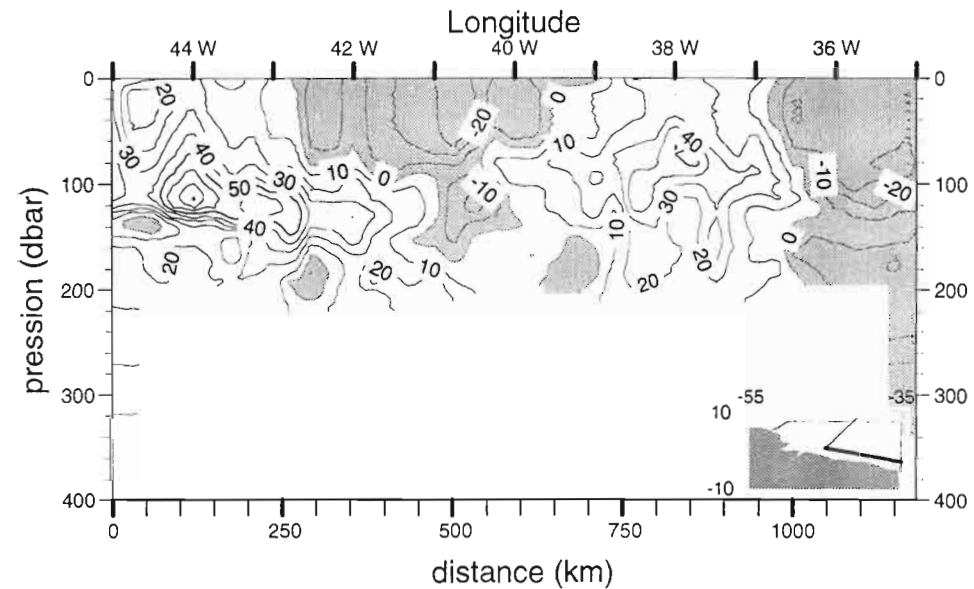 Longitude
44 W 42 W 40 W 38 W 36 W
0 0
20 0 -20 10 40 -10 -20
30 40 50 30 10 0 -10 30
100 100
40 20 20 10 10 20 20 0
200 200
300 300
400 400
-55 -35
10
-10
0 250 500 750 1000
distance (km)
pression (dbar)